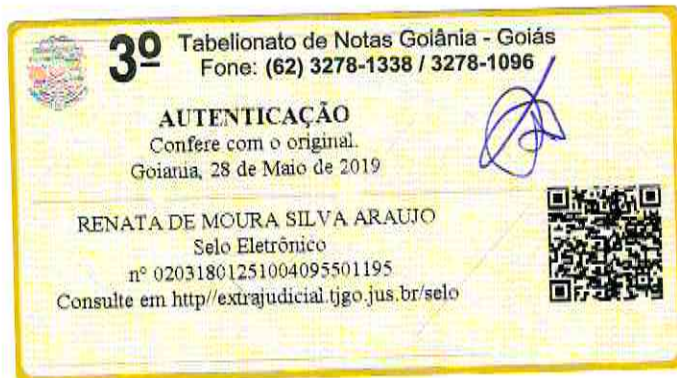 3º Tabelionato de Notas Goiânia - Goiás
Fone: (62) 3278-1338 / 3278-1096
AUTENTICAÇÃO
Confere com o original.
Goiania, 28 de Maio de 2019
RENATA DE MOURA SILVA ARAUJO
Selo Eletrônico
nº 02031801251004095501195
Consulte em http//extrajudicial.tjgo.jus.br/selo